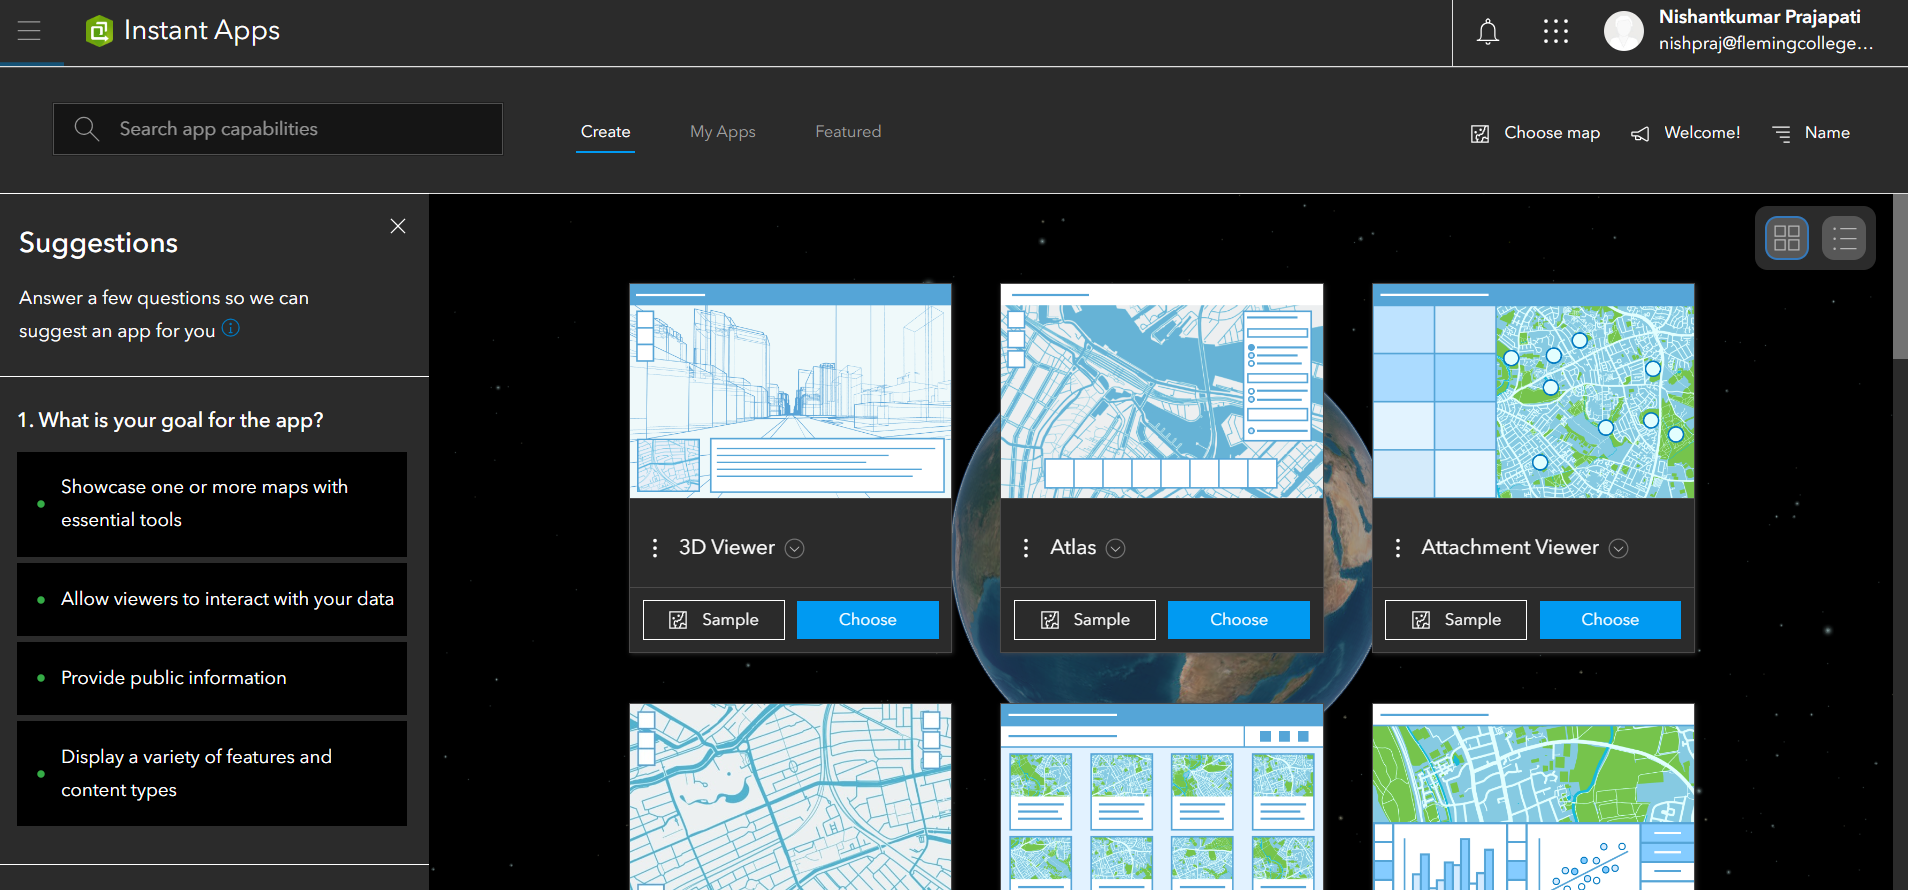 Instant Apps
Nishantkumar Prajapati
nishpraj@flemingcollege...
Search app capabilities
Create
My Apps
Featured
Choose map
Welcome!
Name
Suggestions
Answer a few questions so we can
suggest an app for you
1. What is your goal for the app?
Showcase one or more maps with
essential tools
Allow viewers to interact with your data
Provide public information
Display a variety of features and
content types
3D Viewer
Sample
Choose
Atlas
Sample
Choose
Attachment Viewer
Sample
Choose